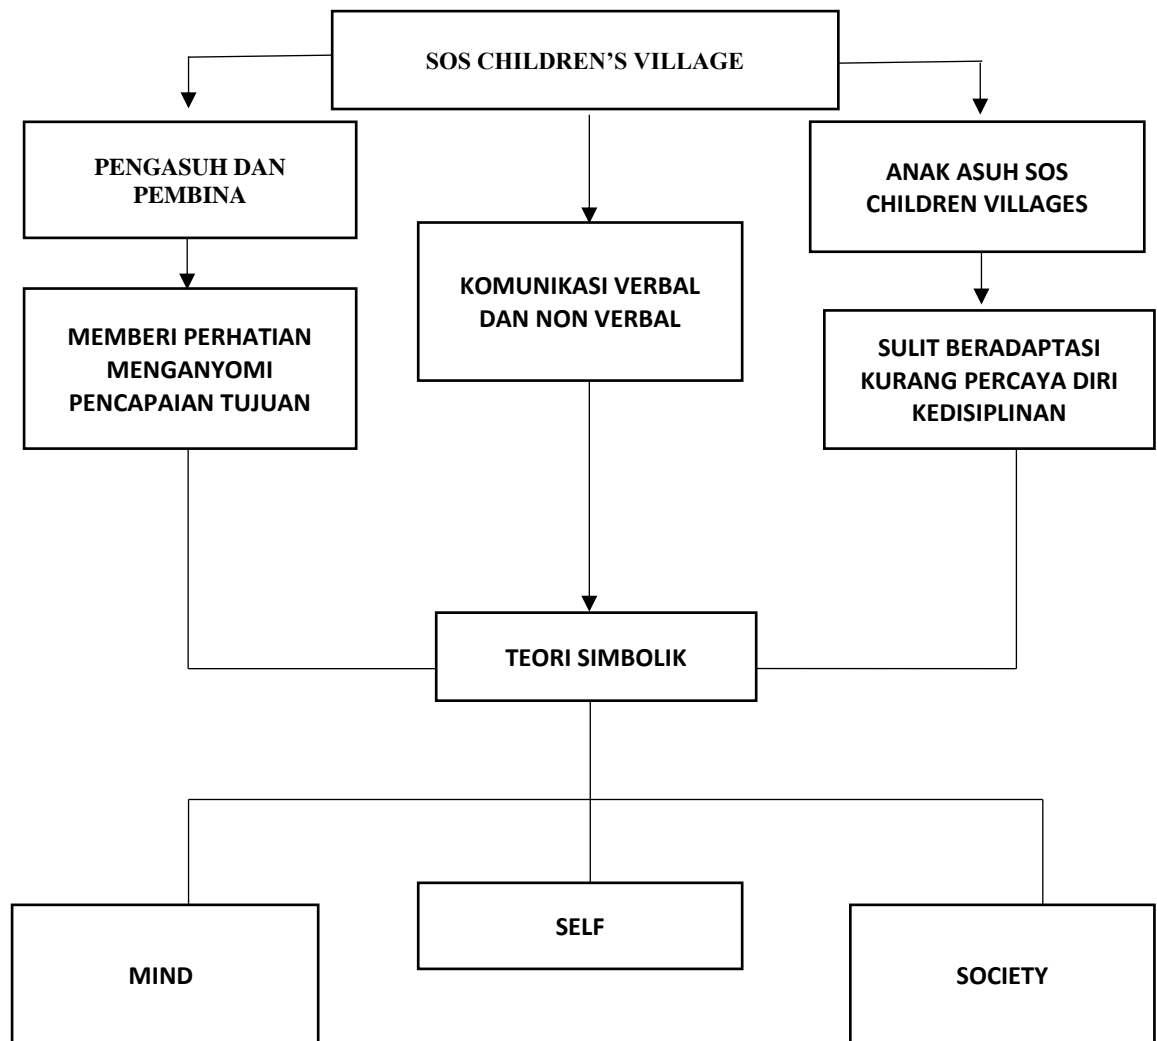 SOS CHILDREN’S VILLAGE
PENGASUH DAN
PEMBINA
ANAK ASUH SOS
CHILDREN VILLAGES
KOMUNIKASI VERBAL
DAN NON VERBAL
MEMBERI PERHATIAN
MENGANYOMI
PENCAPAIAN TUJUAN
SULIT BERADAPTASI
KURANG PERCAYA DIRI
KEDISIPLINAN
TEORI SIMBOLIK
MIND
SELF
SOCIETY